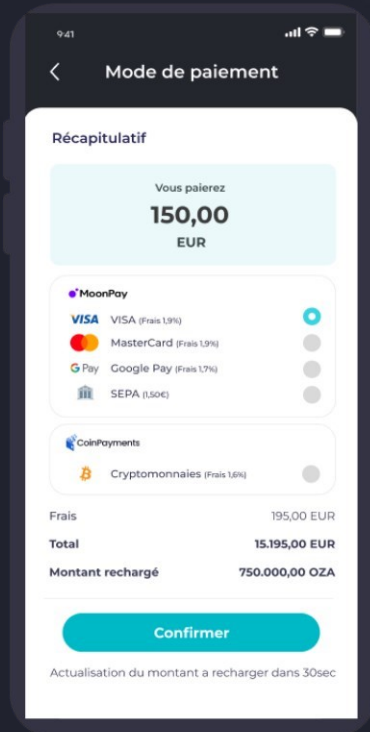 9:41
Mode de paiement
Récapitulatif
Vous paierez
150,00
EUR
MoonPay
VISA VISA (Frais 1,9%)
MasterCard (Frais 1,9%)
G Pay Google Pay (Frais 1,7%)
SEPA (1,50€)
CoinPayments
Cryptomonnaies (Frais 1,6%)
Frais 195,00 EUR
Total 15.195,00 EUR
Montant rechargé 750.000,00 OZA
Confirmer
Actualisation du montant a recharger dans 30sec